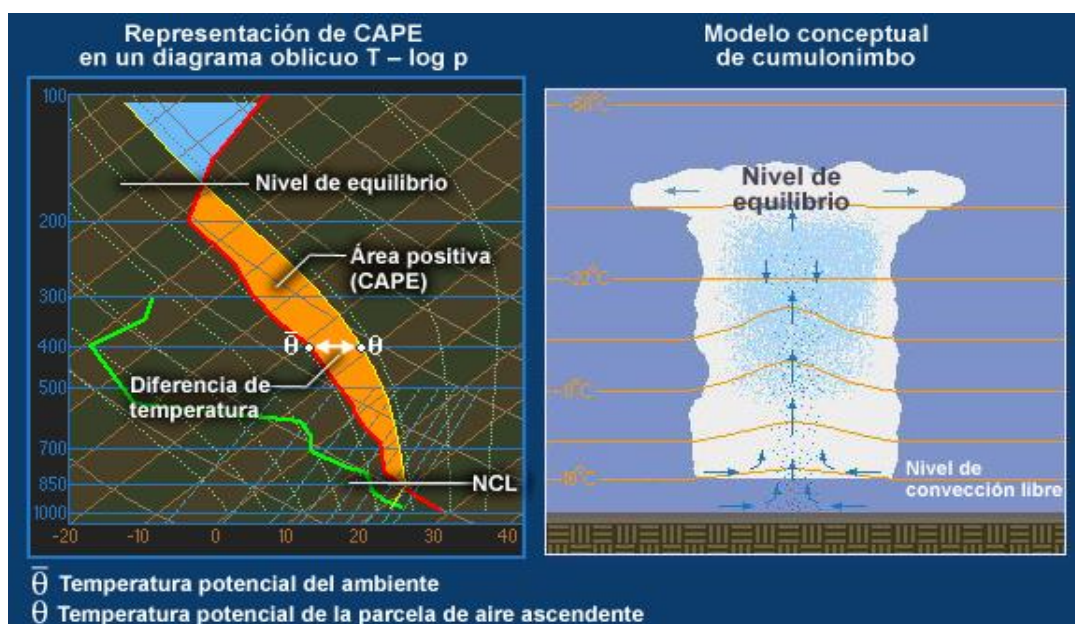 Representación de CAPE
en un diagrama oblicuo T – log p
100
200
300
400
500
700
850
1000
-20
-10
0
10
20
30
40
Nivel de equilibrio
Área positiva
(CAPE)
θ̅
θ
Diferencia de
temperatura
NCL
Modelo conceptual
de cumulonimbo
Nivel de
equilibrio
-22°C
Nivel de
convección libre
θ̅ Temperatura potencial del ambiente
θ Temperatura potencial de la parcela de aire ascendente